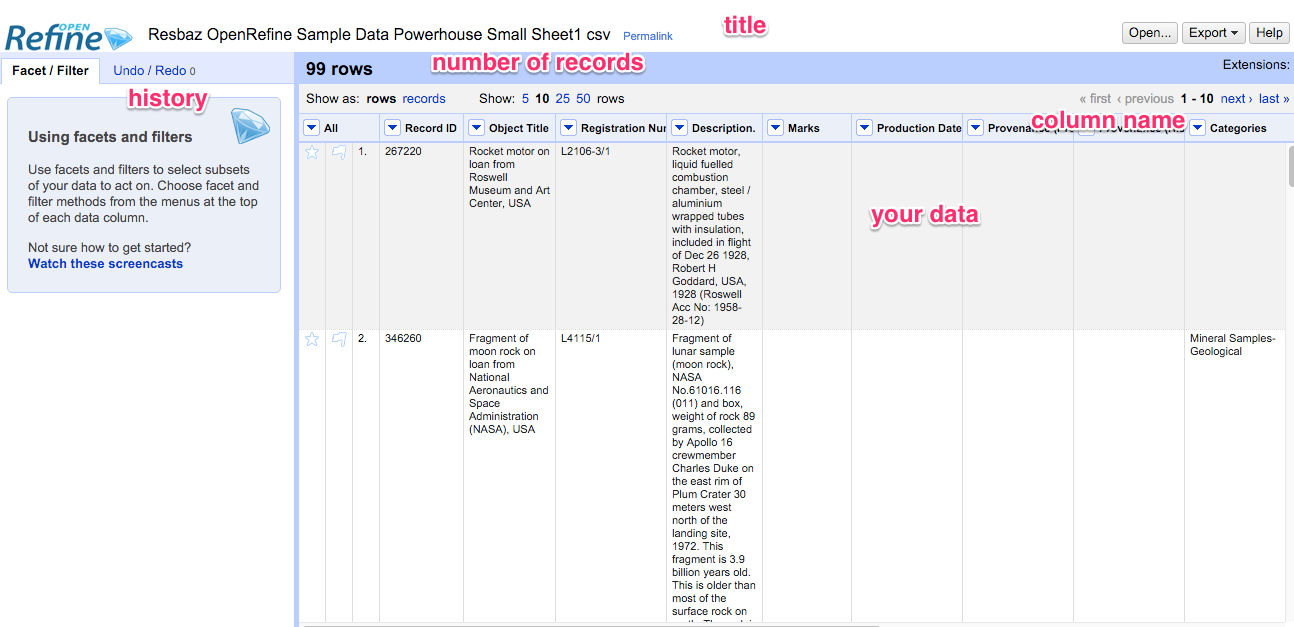 OPEN
Refine
Resbaz OpenRefine Sample Data Powerhouse Small Sheet1 csv Permalink
title
Open... Export Help
Facet / Filter Undo / Redo 0
history
99 rows
number of records
Extensions:
Show as: rows records Show: 5 10 25 50 rows
« first ‹ previous 1 - 10 next › last »
Using facets and filters
Use facets and filters to select subsets
of your data to act on. Choose facet and
filter methods from the menus at the top
of each data column.
Not sure how to get started?
Watch these screencasts
All Record ID Object Title Registration Nur Description. Marks Production Date Categories
column name
your data
1. 267220
Rocket motor on
loan from
Roswell
Museum and Art
Center, USA
L2106-3/1
Rocket motor,
liquid fuelled
combustion
chamber, steel /
aluminium
wrapped tubes
with insulation,
included in flight
of Dec 26 1928,
Robert H
Goddard, USA,
1928 (Roswell
Acc No: 1958-
28-12)
2. 346260
Fragment of
moon rock on
loan from
National
Aeronautics and
Space
Administration
(NASA), USA
L4115/1
Fragment of
lunar sample
(moon rock),
NASA
No.61016.116
(011) and box,
weight of rock 89
grams, collected
by Apollo 16
crewmember
Charles Duke on
the east rim of
Plum Crater 30
meters west
north of the
landing site,
1972. This
fragment is 3.9
billion years old.
This is older than
most of the
surface rock on
Mineral Samples-
Geological